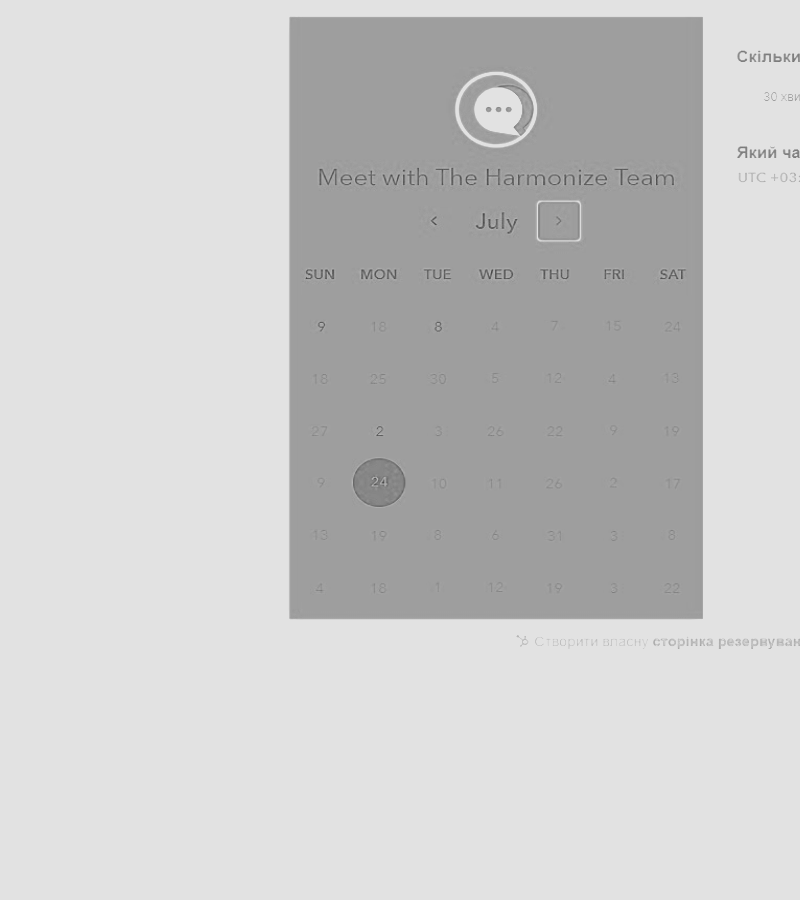 Meet with The Harmonize Team
July
SUN MON TUE WED THU FRI SAT
9 18 8 4 7 15 24
18 25 30 5 12 4 13
27 2 3 26 22 9 19
9 24 10 11 26 2 17
13 19 8 6 31 3 8
4 18 1 12 19 3 22
Скільки
30 хви
Який ча
UTC +03:
Створити власну сторінка резервуван